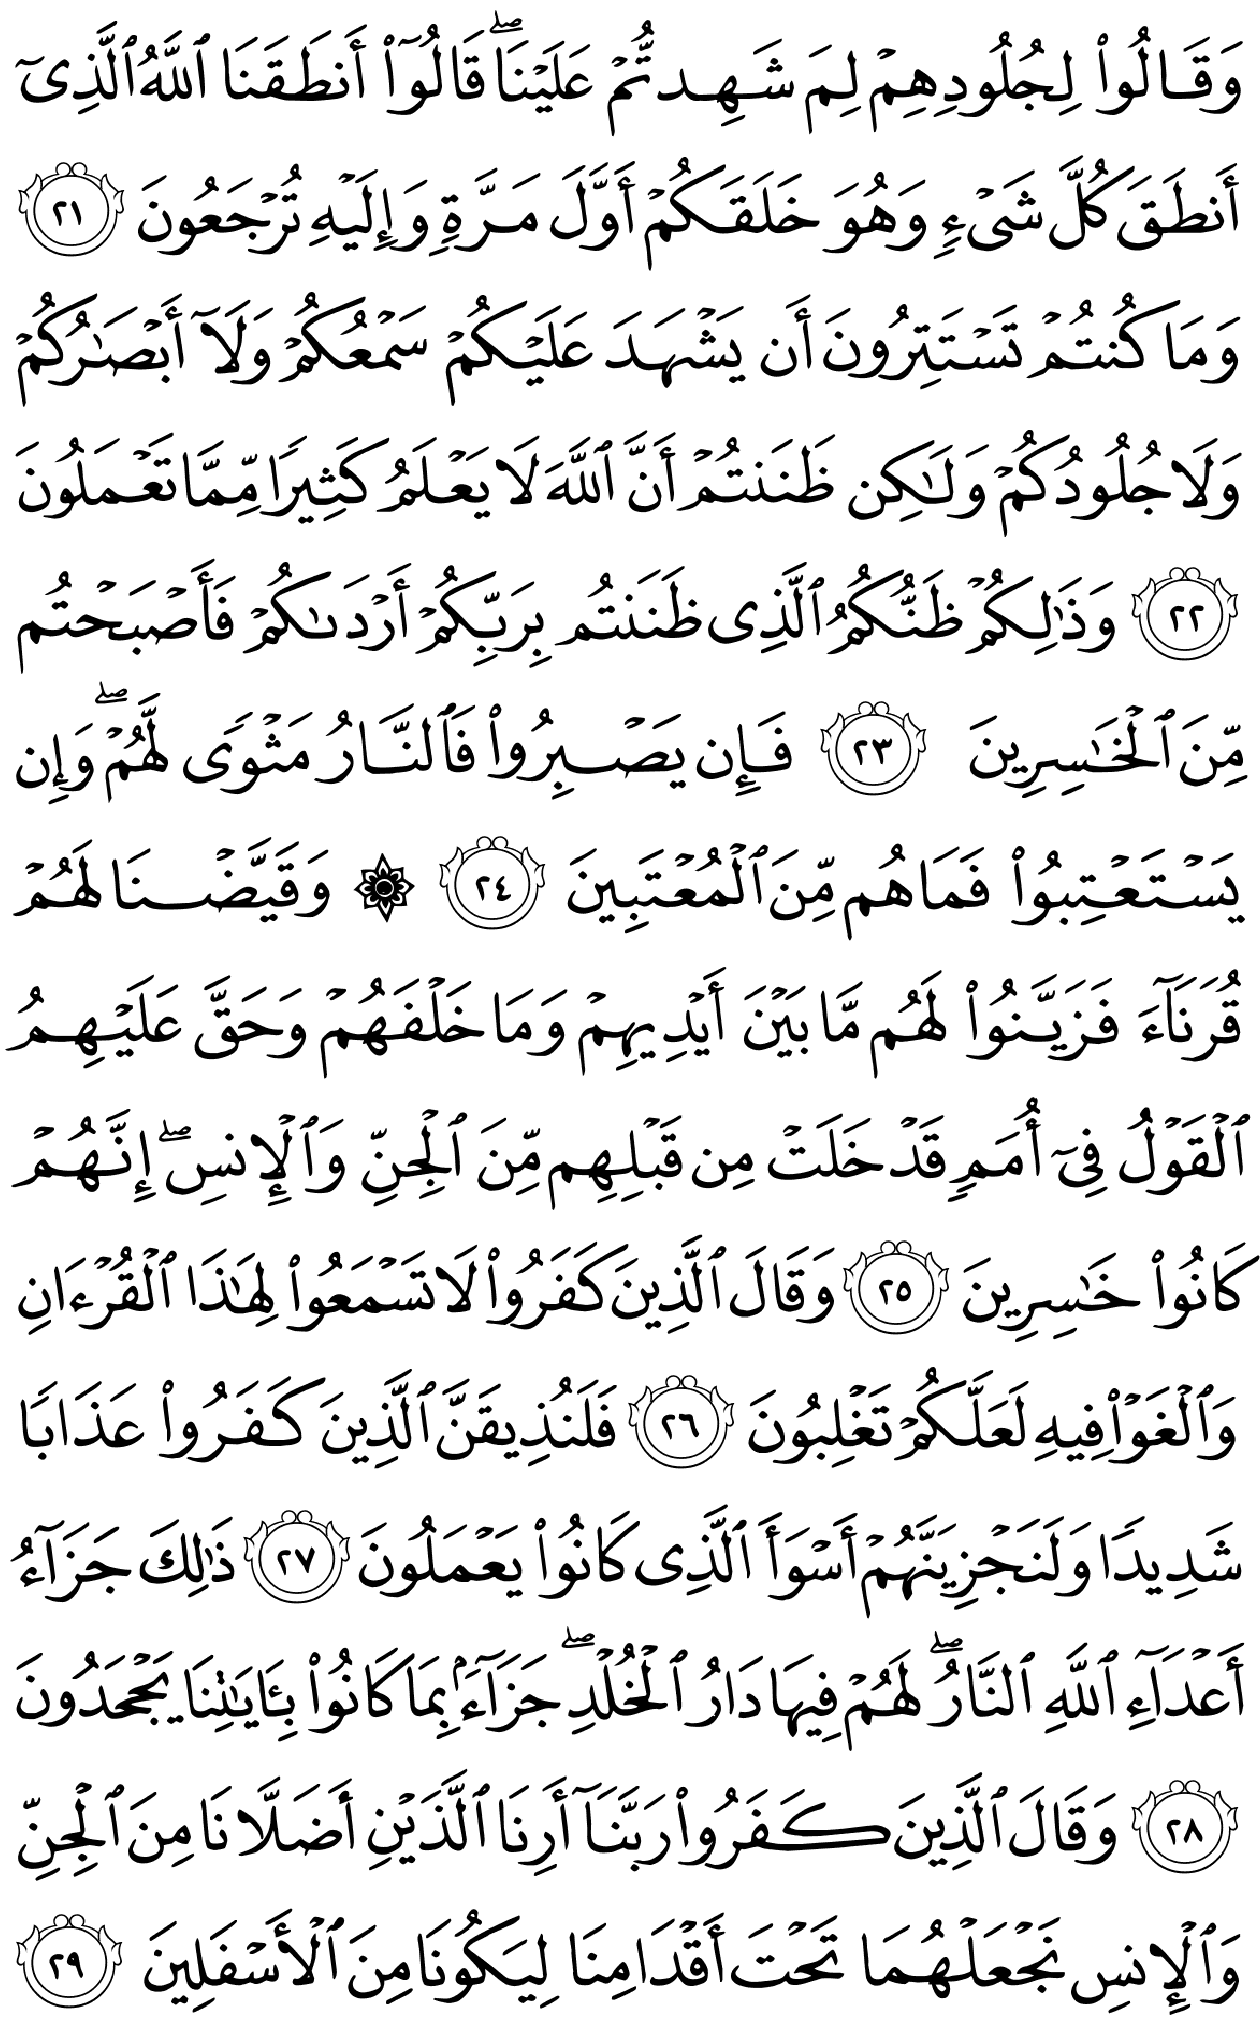 وَقَالُوا۟ لِجُلُودِهِمْ لِمَ شَهِدتُّمْ عَلَيْنَا ۖ قَالُوٓا۟ أَنطَقَنَا ٱللَّهُ ٱلَّذِىٓ
أَنطَقَ كُلَّ شَىْءٍ وَهُوَ خَلَقَكُمْ أَوَّلَ مَرَّةٍ وَإِلَيْهِ تُرْجَعُونَ ٢١
وَمَا كُنتُمْ تَسْتَتِرُونَ أَن يَشْهَدَ عَلَيْكُمْ سَمْعُكُمْ وَلَآ أَبْصَٰرُكُمْ
وَلَا جُلُودُكُمْ وَلَٰكِن ظَنَنتُمْ أَنَّ ٱللَّهَ لَا يَعْلَمُ كَثِيرًا مِّمَّا تَعْمَلُونَ
٢٢ وَذَٰلِكُمْ ظَنُّكُمُ ٱلَّذِى ظَنَنتُم بِرَبِّكُمْ أَرْدَىٰكُمْ فَأَصْبَحْتُم
مِّنَ ٱلْخَٰسِرِينَ ٢٣ فَإِن يَصْبِرُوا۟ فَٱلنَّارُ مَثْوًى لَّهُمْ ۖ وَإِن
يَسْتَعْتِبُوا۟ فَمَا هُم مِّنَ ٱلْمُعْتَبِينَ ٢٤ ۞ وَقَيَّضْنَا لَهُمْ
قُرَنَآءَ فَزَيَّنُوا۟ لَهُم مَّا بَيْنَ أَيْدِيهِمْ وَمَا خَلْفَهُمْ وَحَقَّ عَلَيْهِمُ
ٱلْقَوْلُ فِىٓ أُمَمٍ قَدْ خَلَتْ مِن قَبْلِهِم مِّنَ ٱلْجِنِّ وَٱلْإِنسِ ۖ إِنَّهُمْ
كَانُوا۟ خَٰسِرِينَ ٢٥ وَقَالَ ٱلَّذِينَ كَفَرُوا۟ لَا تَسْمَعُوا۟ لِهَٰذَا ٱلْقُرْءَانِ
وَٱلْغَوْا۟ فِيهِ لَعَلَّكُمْ تَغْلِبُونَ ٢٦ فَلَنُذِيقَنَّ ٱلَّذِينَ كَفَرُوا۟ عَذَابًا
شَدِيدًا وَلَنَجْزِيَنَّهُمْ أَسْوَأَ ٱلَّذِى كَانُوا۟ يَعْمَلُونَ ٢٧ ذَٰلِكَ جَزَآءُ
أَعْدَآءِ ٱللَّهِ ٱلنَّارُ ۖ لَهُمْ فِيهَا دَارُ ٱلْخُلْدِ ۖ جَزَآءًۢ بِمَا كَانُوا۟ بِـَٔايَٰتِنَا يَجْحَدُونَ
٢٨ وَقَالَ ٱلَّذِينَ كَفَرُوا۟ رَبَّنَآ أَرِنَا ٱلَّذَيْنِ أَضَلَّانَا مِنَ ٱلْجِنِّ
وَٱلْإِنسِ نَجْعَلْهُمَا تَحْتَ أَقْدَامِنَا لِيَكُونَا مِنَ ٱلْأَسْفَلِينَ ٢٩